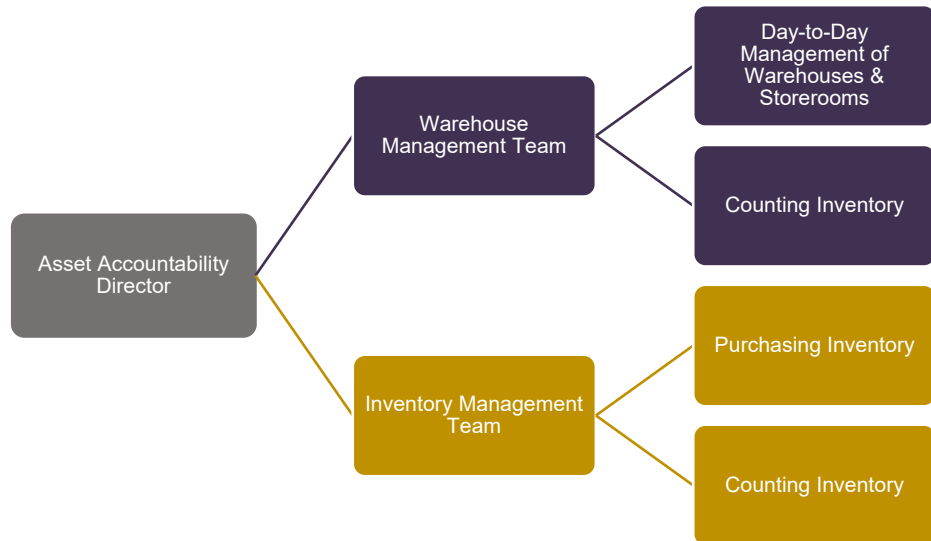 Asset Accountability
Director
Warehouse
Management Team
Day-to-Day
Management of
Warehouses &
Storerooms
Counting Inventory
Inventory Management
Team
Purchasing Inventory
Counting Inventory